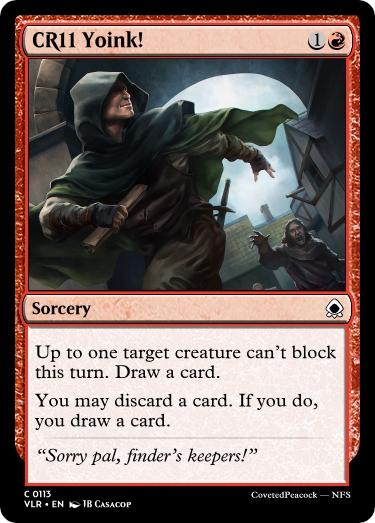 CR11 Yoink! 1
Sorcery
Up to one target creature can't block
this turn. Draw a card.
You may discard a card. If you do,
you draw a card.
“Sorry pal, finder's keepers!”
C 0113
VLR • EN JB Casacop
CovetedPeacock — NFS